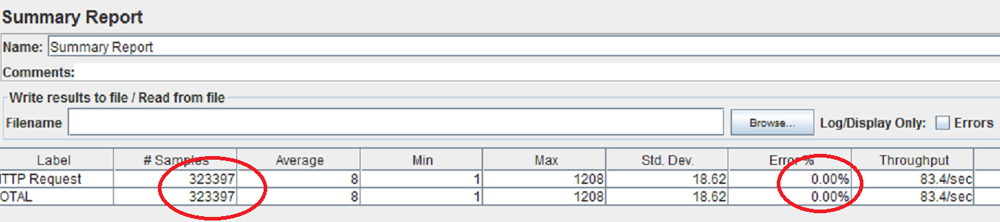 Summary Report
Name: Summary Report
Comments:
Write results to file / Read from file
Filename Browse... Log/Display Only: Errors
Label # Samples Average Min Max Std. Dev. Error % Throughput
TTP Request 323397 8 1 1208 18.62 0.00% 83.4/sec
OTAL 323397 8 1 1208 18.62 0.00% 83.4/sec